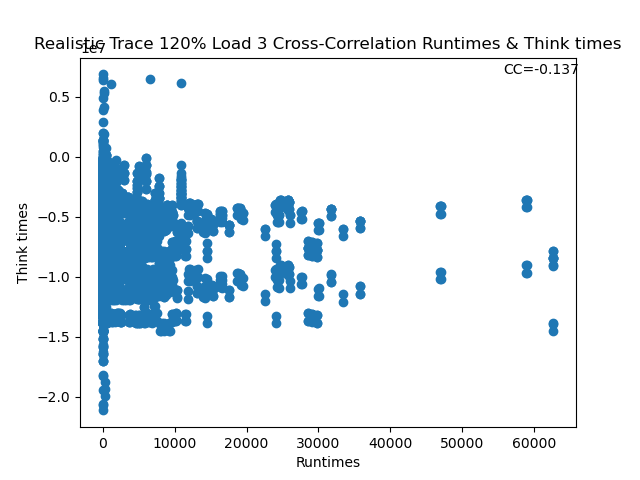 Realistic Trace 120% Load 3 Cross-Correlation Runtimes & Think times
1e7
CC=-0.137
0.5
0.0
−0.5
−1.0
−1.5
−2.0
Think times
0 10000 20000 30000 40000 50000 60000
Runtimes